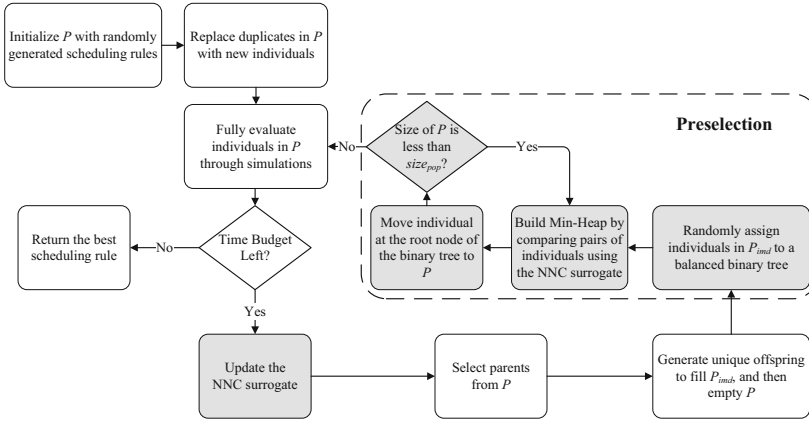 Initialize P with randomly
generated scheduling rules
Replace duplicates in P
with new individuals
Fully evaluate
individuals in P
through simulations
No
Size of P is
less than
size_pop?
Yes
Preselection
Return the best
scheduling rule
No
Time Budget
Left?
Yes
Move individual
at the root node of
the binary tree to
P
Build Min-Heap by
comparing pairs of
individuals using
the NNC surrogate
Randomly assign
individuals in P_imd to a
balanced binary tree
Update the
NNC surrogate
Select parents
from P
Generate unique offspring
to fill P_imd, and then
empty P